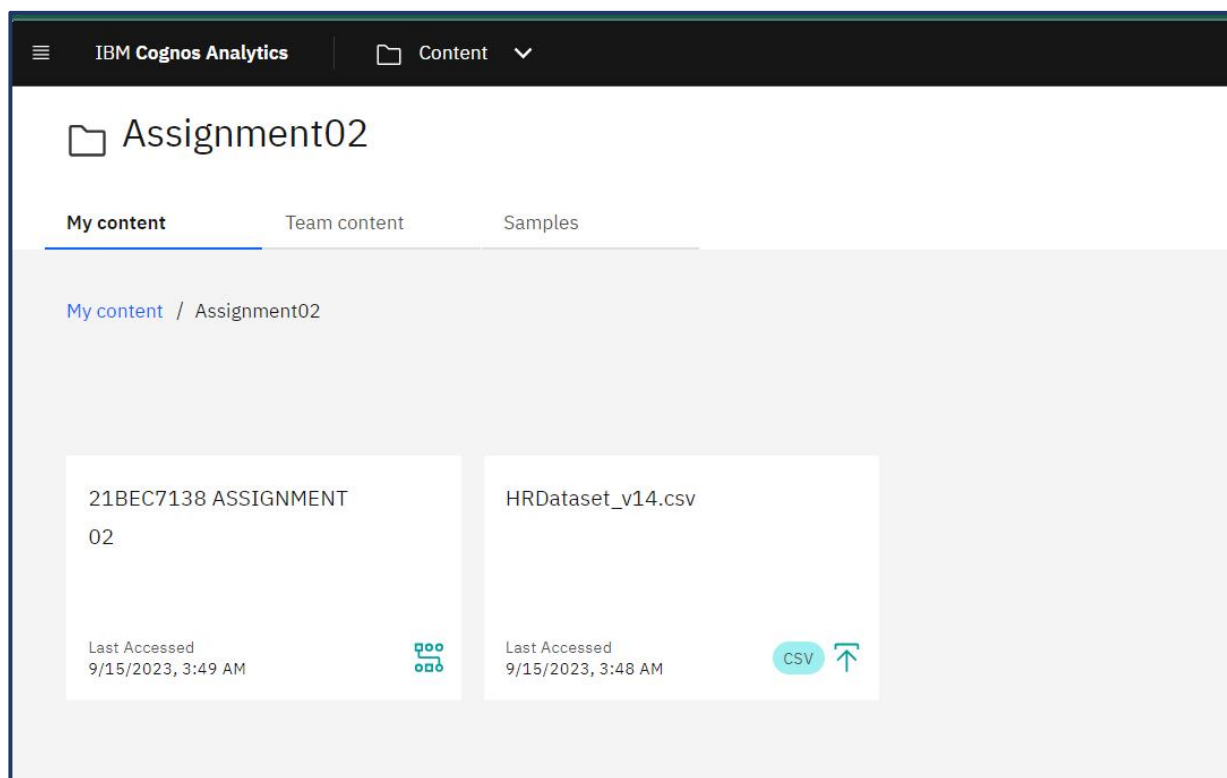 IBM Cognos Analytics Content
Assignment02
My content Team content Samples
My content / Assignment02
21BEC7138 ASSIGNMENT
02
HRDataset_v14.csv
Last Accessed
9/15/2023, 3:49 AM
Last Accessed
9/15/2023, 3:48 AM
CSV